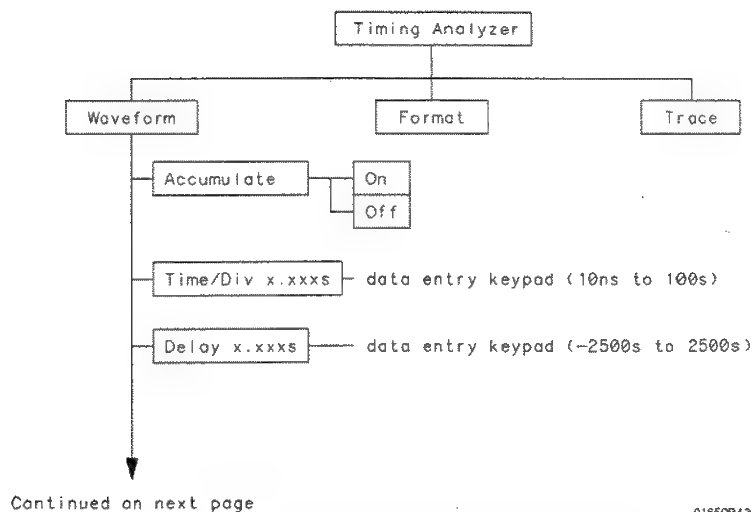 Timing Analyzer
Waveform
Format
Trace
Accumulate
On
Off
Time/Div x.xxxs
data entry keypad (10ns to 100s)
Delay x.xxxs
data entry keypad (-2500s to 2500s)
Continued on next page